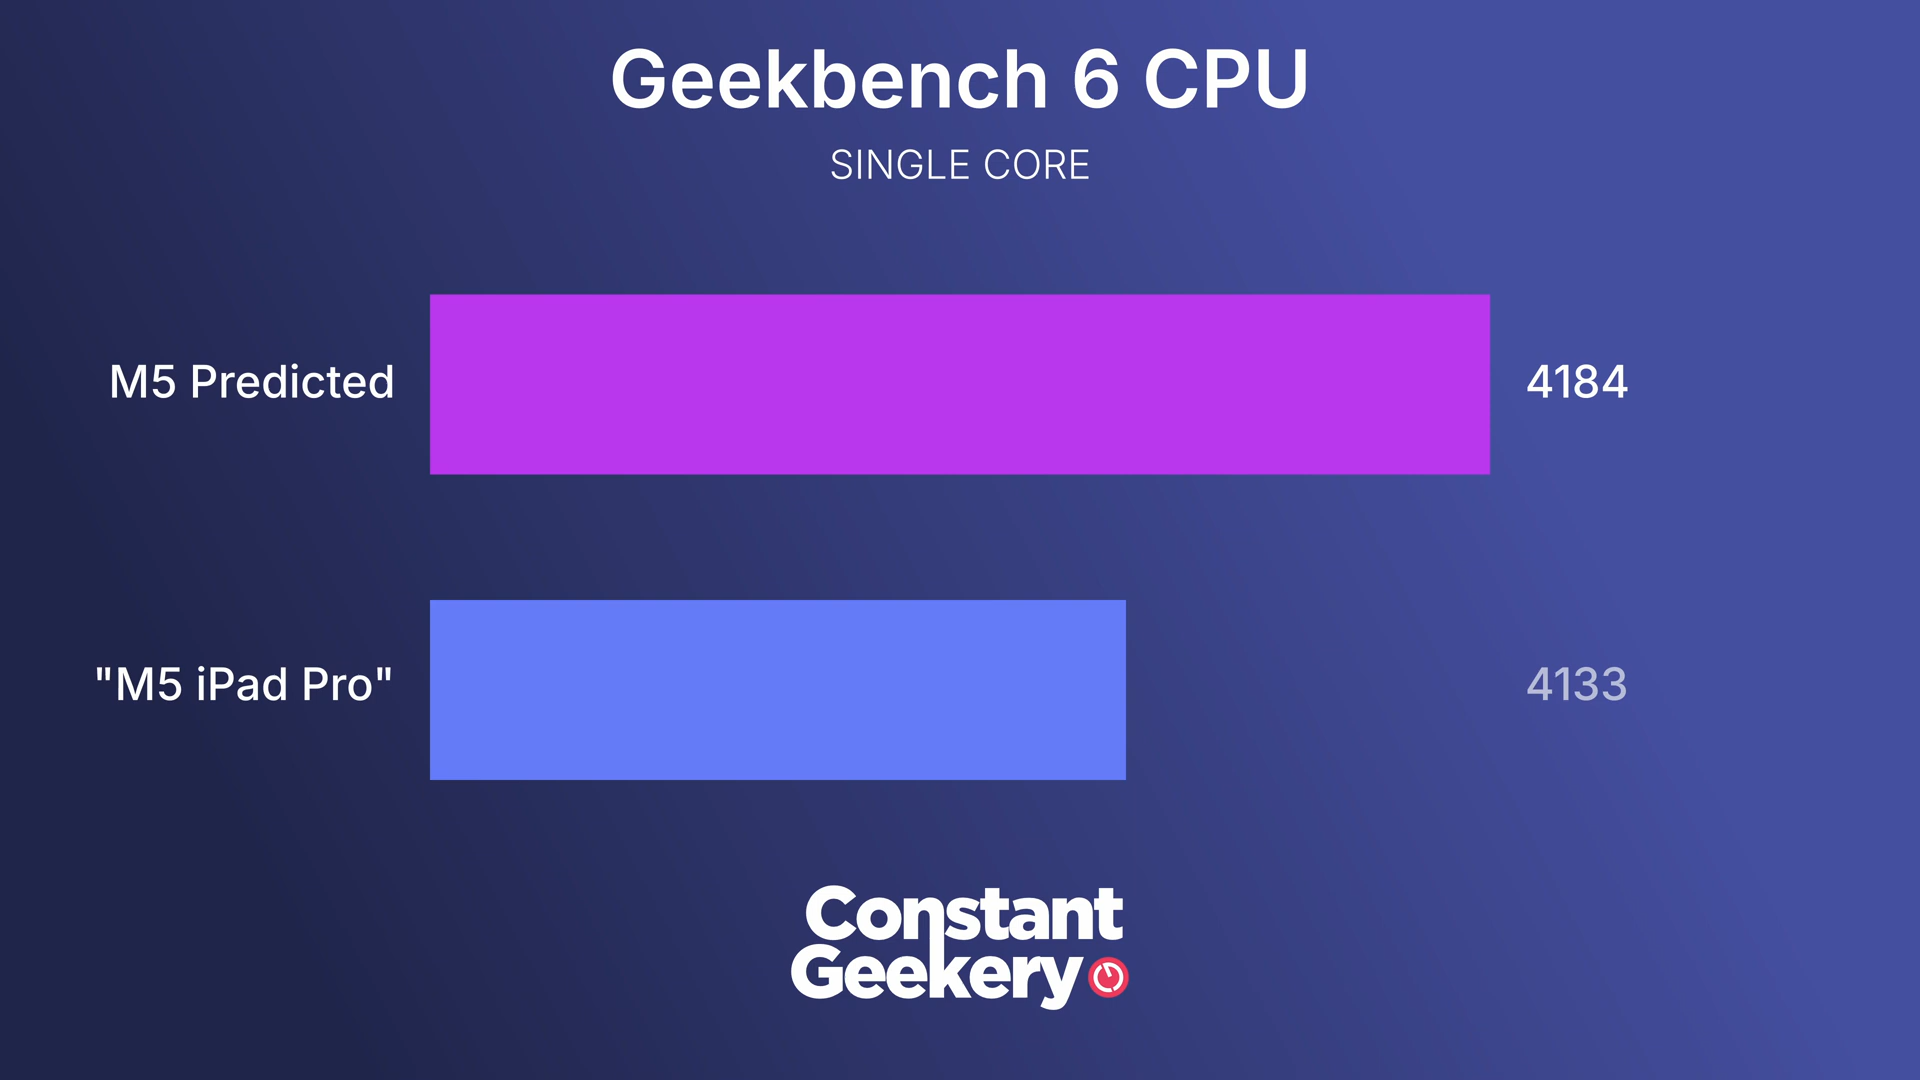 Geekbench 6 CPU
SINGLE CORE
M5 Predicted 4184
"M5 iPad Pro" 4133
Constant
Geekery